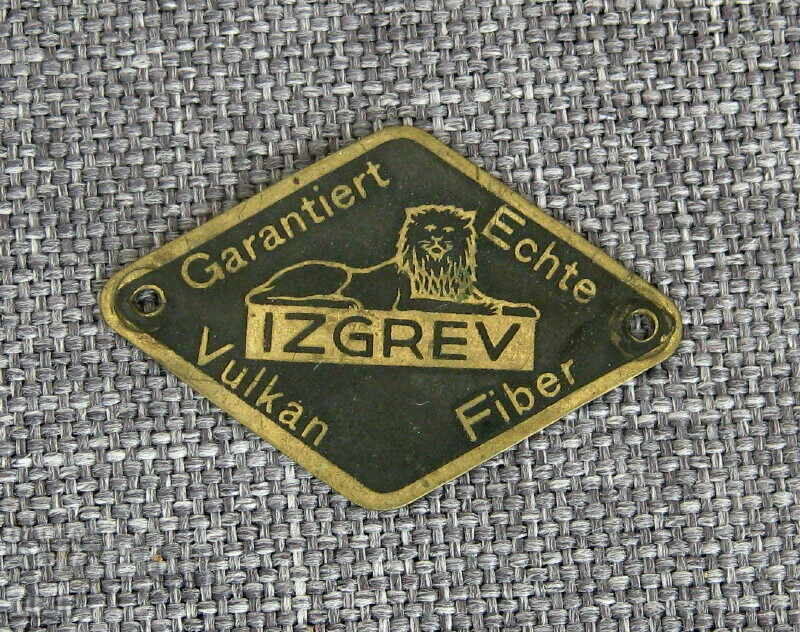 Garantiert
Echte
IZGREV
Vulkan
Fiber